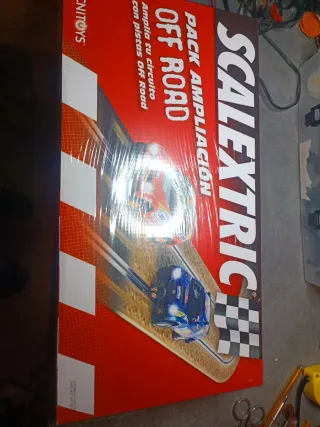 SCALEXTRIC
PACK AMPLIACIÓN
OFF ROAD
Amplía tu circuito
con pistas Off Road